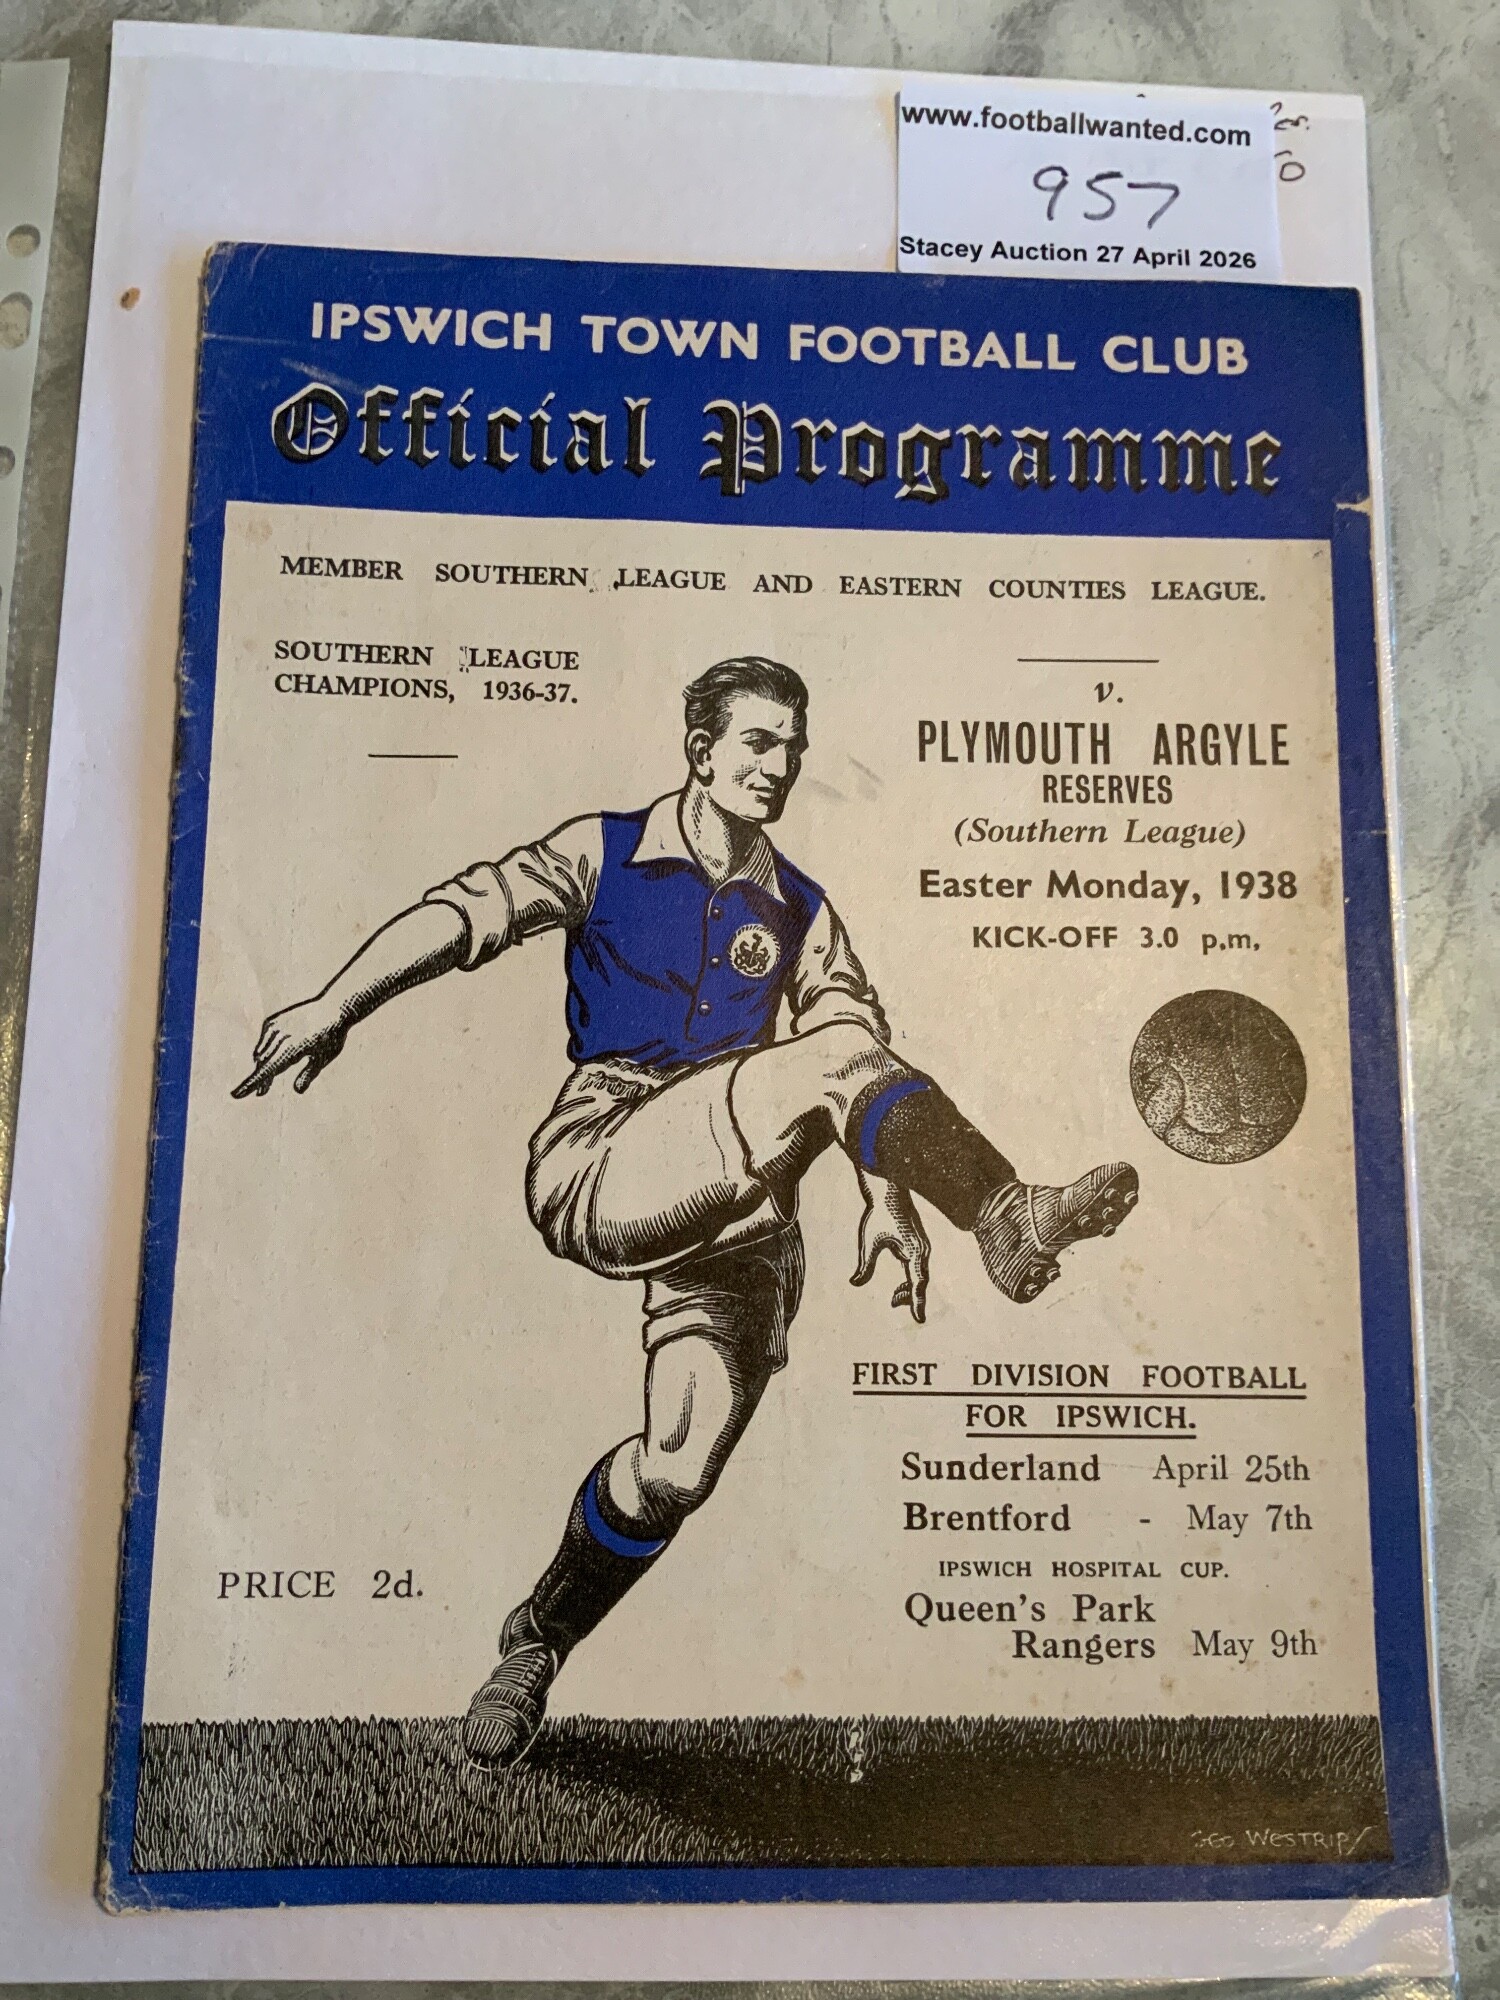 www.footballwanted.com
957
Stacey Auction 27 April 2026
IPSWICH TOWN FOOTBALL CLUB
Official Programme
MEMBER SOUTHERN LEAGUE AND EASTERN COUNTIES LEAGUE.
SOUTHERN LEAGUE
CHAMPIONS, 1936-37.
v.
PLYMOUTH ARGYLE
RESERVES
(Southern League)
Easter Monday, 1938
KICK-OFF 3.0 p.m.
FIRST DIVISION FOOTBALL
FOR IPSWICH.
Sunderland April 25th
Brentford - May 7th
IPSWICH HOSPITAL CUP.
Queen's Park
Rangers May 9th
PRICE 2d.
GEO WESTRIP